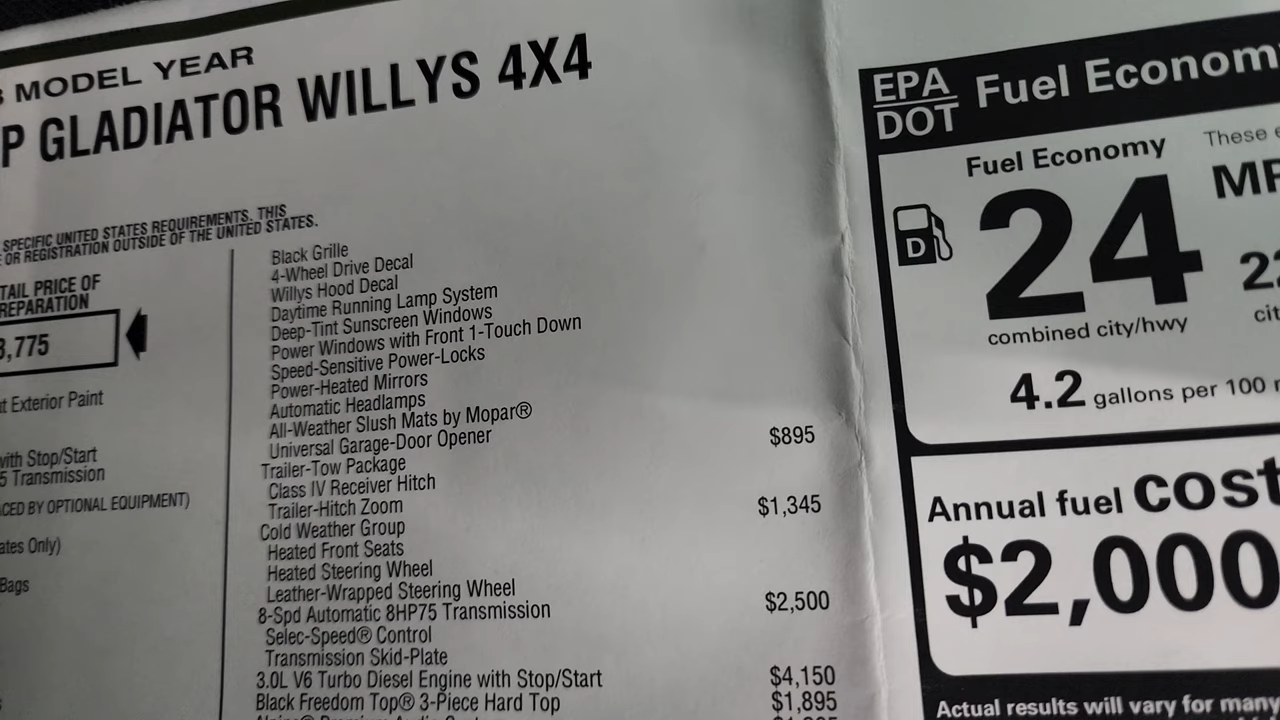 MODEL YEAR
P GLADIATOR WILLYS 4X4
SPECIFIC UNITED STATES REQUIREMENTS. THIS
OR REGISTRATION OUTSIDE OF THE UNITED STATES.
TAIL PRICE OF
REPARATION
3,775
t Exterior Paint
with Stop/Start
5 Transmission
ACED BY OPTIONAL EQUIPMENT)
ates Only)
Bags
Black Grille
4-Wheel Drive Decal
Willys Hood Decal
Daytime Running Lamp System
Deep-Tint Sunscreen Windows
Power Windows with Front 1-Touch Down
Speed-Sensitive Power-Locks
Power-Heated Mirrors
Automatic Headlamps
All-Weather Slush Mats by Mopar®
Universal Garage-Door Opener
Trailer-Tow Package $895
Class IV Receiver Hitch
Trailer-Hitch Zoom
Cold Weather Group $1,345
Heated Front Seats
Heated Steering Wheel
Leather-Wrapped Steering Wheel
8-Spd Automatic 8HP75 Transmission $2,500
Selec-Speed® Control
Transmission Skid-Plate
3.0L V6 Turbo Diesel Engine with Stop/Start $4,150
Black Freedom Top® 3-Piece Hard Top $1,895
EPA
DOT
Fuel Econom
Fuel Economy
These e
D
24
MP
22
combined city/hwy
cit
4.2 gallons per 100 m
Annual fuel cost
$2,000
Actual results will vary for many